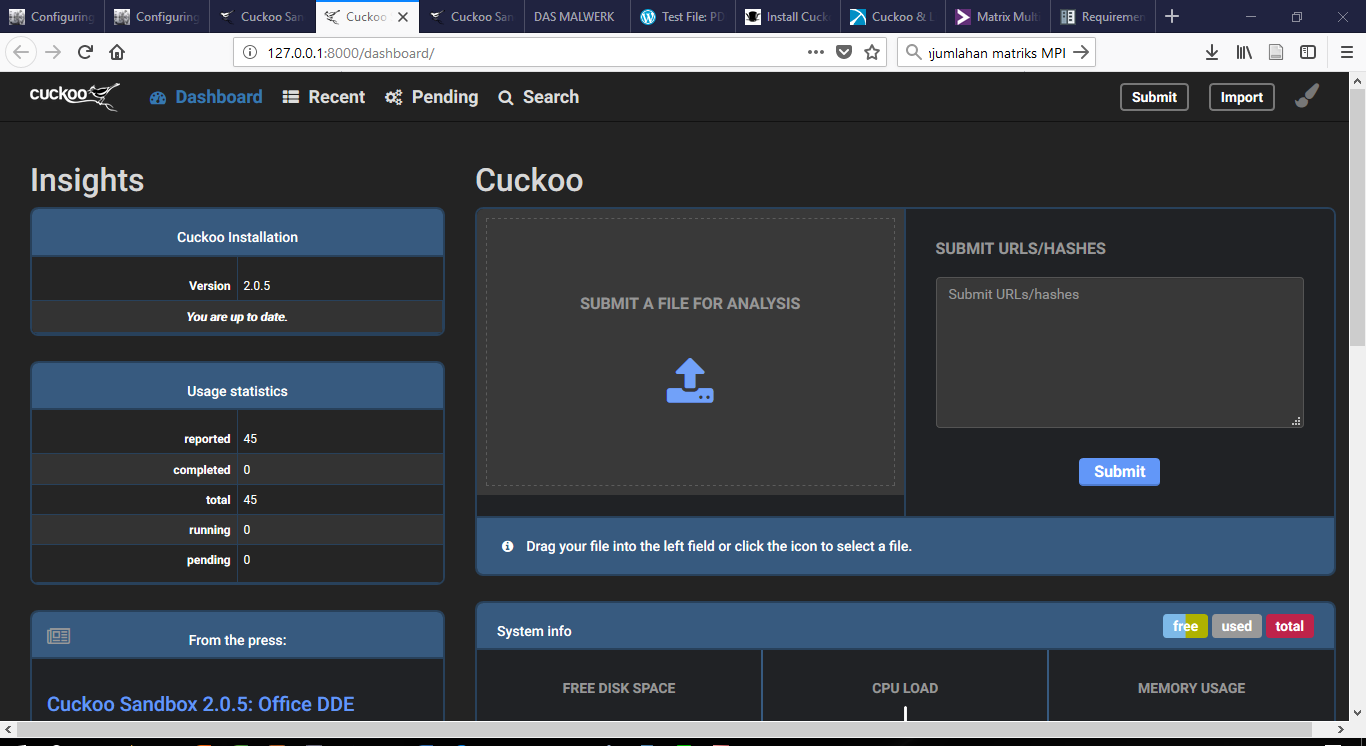 Configuring
Configuring
Cuckoo San
Cuckoo
Cuckoo San
DAS MALWERK
Test File: PD
Install Cuck
Cuckoo & L
Matrix Multi
Requiremen
127.0.0.1:8000/dashboard/
njumlahan matriks MPI
cuckoo
Dashboard
Recent
Pending
Search
Submit
Import
Insights
Cuckoo
Cuckoo Installation
Version 2.0.5
You are up to date.
SUBMIT A FILE FOR ANALYSIS
SUBMIT URLS/HASHES
Submit URLs/hashes
Submit
Usage statistics
reported 45
completed 0
total 45
running 0
pending 0
Drag your file into the left field or click the icon to select a file.
From the press:
Cuckoo Sandbox 2.0.5: Office DDE
System info
free used total
FREE DISK SPACE
CPU LOAD
MEMORY USAGE